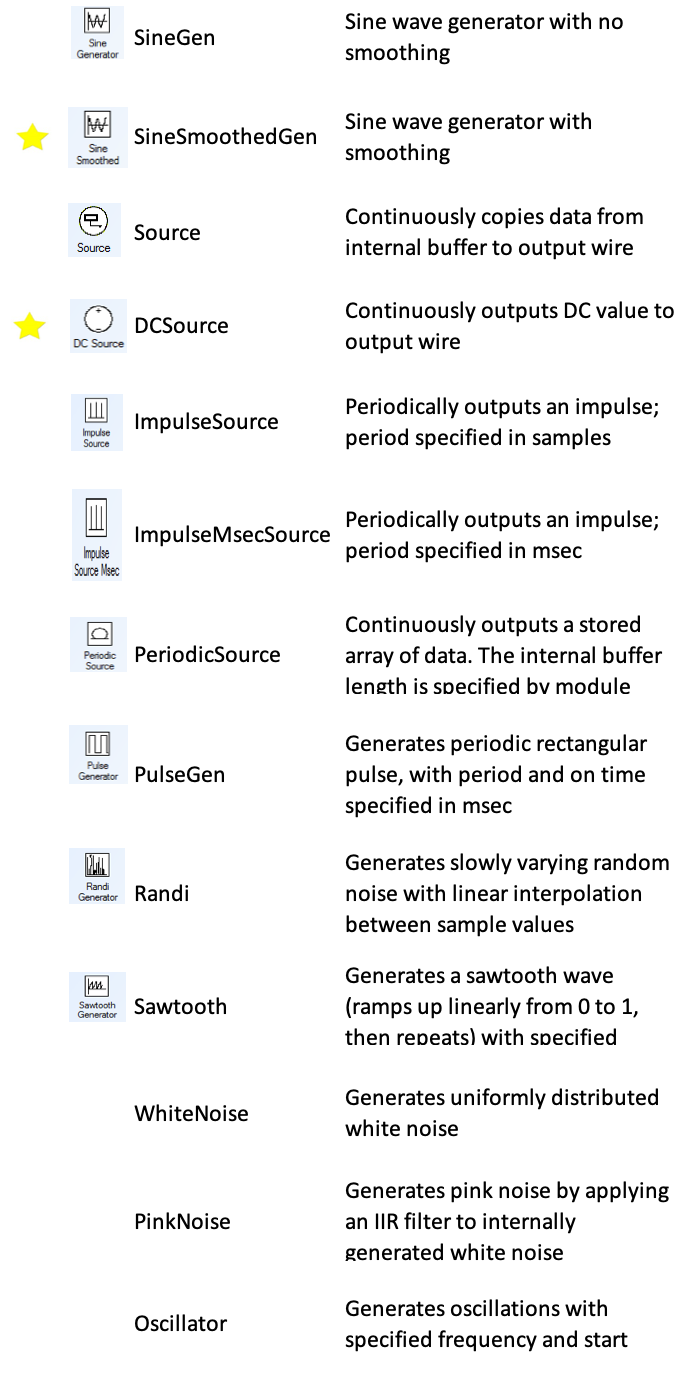 Sine
Generator
SineGen
Sine wave generator with no
smoothing
Sine
Smoothed
SineSmoothedGen
Sine wave generator with
smoothing
Source
Source
Continuously copies data from
internal buffer to output wire
DC Source
DCSource
Continuously outputs DC value to
output wire
Impulse
Source
ImpulseSource
Periodically outputs an impulse;
period specified in samples
Impulse
Source Msec
ImpulseMsecSource
Periodically outputs an impulse;
period specified in msec
Periodic
Source
PeriodicSource
Continuously outputs a stored
array of data. The internal buffer
length is specified by module
Pulse
Generator
PulseGen
Generates periodic rectangular
pulse, with period and on time
specified in msec
Randi
Generator
Randi
Generates slowly varying random
noise with linear interpolation
between sample values
Sawtooth
Generator
Sawtooth
Generates a sawtooth wave
(ramps up linearly from 0 to 1,
then repeats) with specified
WhiteNoise
Generates uniformly distributed
white noise
PinkNoise
Generates pink noise by applying
an IIR filter to internally
generated white noise
Oscillator
Generates oscillations with
specified frequency and start